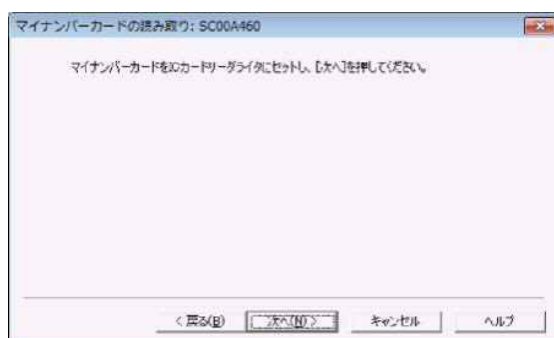 マイナンバーカードの読み取り: SC00A460
マイナンバーカードをICカードリーダライタにセットし、[次へ]を押してください。
< 戻る(B)
次へ(N) >
キャンセル
ヘルプ